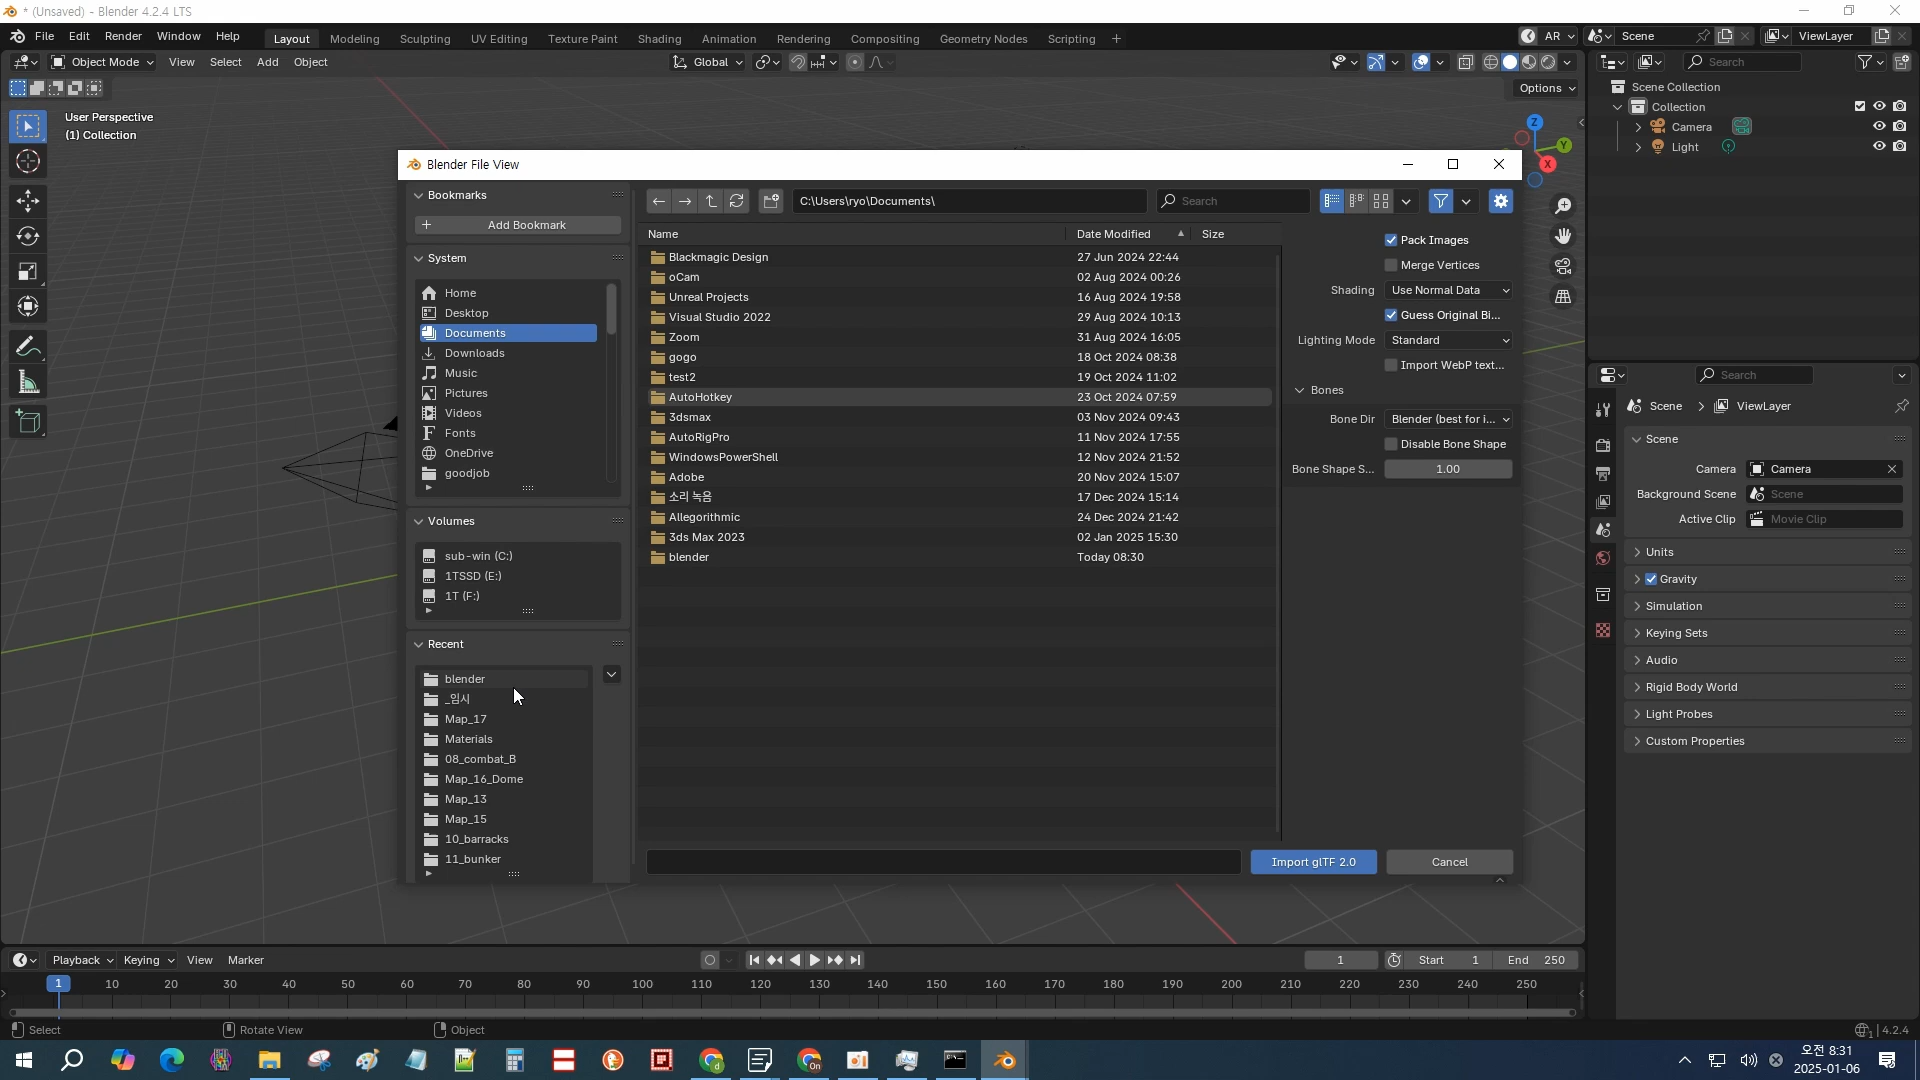 * (Unsaved) - Blender 4.2.4 LTS
File Edit Render Window Help Layout Modeling Sculpting UV Editing Texture Paint Shading Animation Rendering Compositing Geometry Nodes Scripting + AR Scene ViewLayer
Object Mode View Select Add Object Global Search
Options
User Perspective
(1) Collection
Scene Collection
Collection
Camera
Light
Z
Y
X
Blender File View
Bookmarks
Add Bookmark
System
Home
Desktop
Documents
Downloads
Music
Pictures
Videos
Fonts
OneDrive
goodjob
Volumes
sub-win (C:)
1TSSD (E:)
1T (F:)
Recent
blender
_임시
Map_17
Materials
08_combat_B
Map_16_Dome
Map_13
Map_15
10_barracks
11_bunker
C:\Users\ryo\Documents\ Search
Name Date Modified Size
Blackmagic Design 27 Jun 2024 22:44
oCam 02 Aug 2024 00:26
Unreal Projects 16 Aug 2024 19:58
Visual Studio 2022 29 Aug 2024 10:13
Zoom 31 Aug 2024 16:05
gogo 18 Oct 2024 08:38
test2 19 Oct 2024 11:02
AutoHotkey 23 Oct 2024 07:59
3dsmax 03 Nov 2024 09:43
AutoRigPro 11 Nov 2024 17:55
WindowsPowerShell 12 Nov 2024 21:52
Adobe 20 Nov 2024 15:07
소리 녹음 17 Dec 2024 15:14
Allegorithmic 24 Dec 2024 21:42
3ds Max 2023 02 Jan 2025 15:30
blender Today 08:30
Pack Images
Merge Vertices
Shading Use Normal Data
Guess Original Bi...
Lighting Mode Standard
Import WebP text...
Bones
Bone Dir Blender (best for i...
Disable Bone Shape
Bone Shape S... 1.00
Import glTF 2.0 Cancel
Search
Scene > ViewLayer
Scene
Camera Camera
Background Scene Scene
Active Clip Movie Clip
Units
Gravity
Simulation
Keying Sets
Audio
Rigid Body World
Light Probes
Custom Properties
Playback Keying View Marker 1 Start 1 End 250
1 10 20 30 40 50 60 70 80 90 100 110 120 130 140 150 160 170 180 190 200 210 220 230 240 250
Select Rotate View Object 4.2.4
오전 8:31
2025-01-06